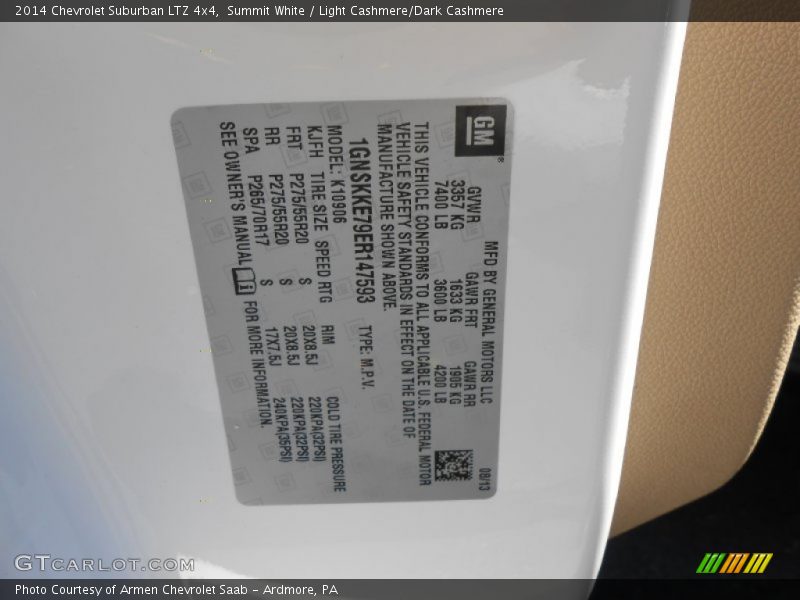 2014 Chevrolet Suburban LTZ 4x4,  Summit White / Light Cashmere/Dark Cashmere
GM®
MFD BY GENERAL MOTORS LLC 08/13
GVWR GAWR FRT GAWR RR
3357 KG 1633 KG 1905 KG
7400 LB 3600 LB 4200 LB
THIS VEHICLE CONFORMS TO ALL APPLICABLE U.S. FEDERAL MOTOR
VEHICLE SAFETY STANDARDS IN EFFECT ON THE DATE OF
MANUFACTURE SHOWN ABOVE.
1GNSKKE79ER147593 TYPE: M.P.V.
MODEL: K10906
KJFH TIRE SIZE SPEED RTG RIM COLD TIRE PRESSURE
FRT P275/55R20 S 20X8.5J 220KPA(32PSI)
RR P275/55R20 S 20X8.5J 220KPA(32PSI)
SPA P265/70R17 S 17X7.5J 240KPA(35PSI)
SEE OWNER'S MANUAL i FOR MORE INFORMATION.
GTCARLOT.COM
Photo Courtesy of Armen Chevrolet Saab - Ardmore, PA